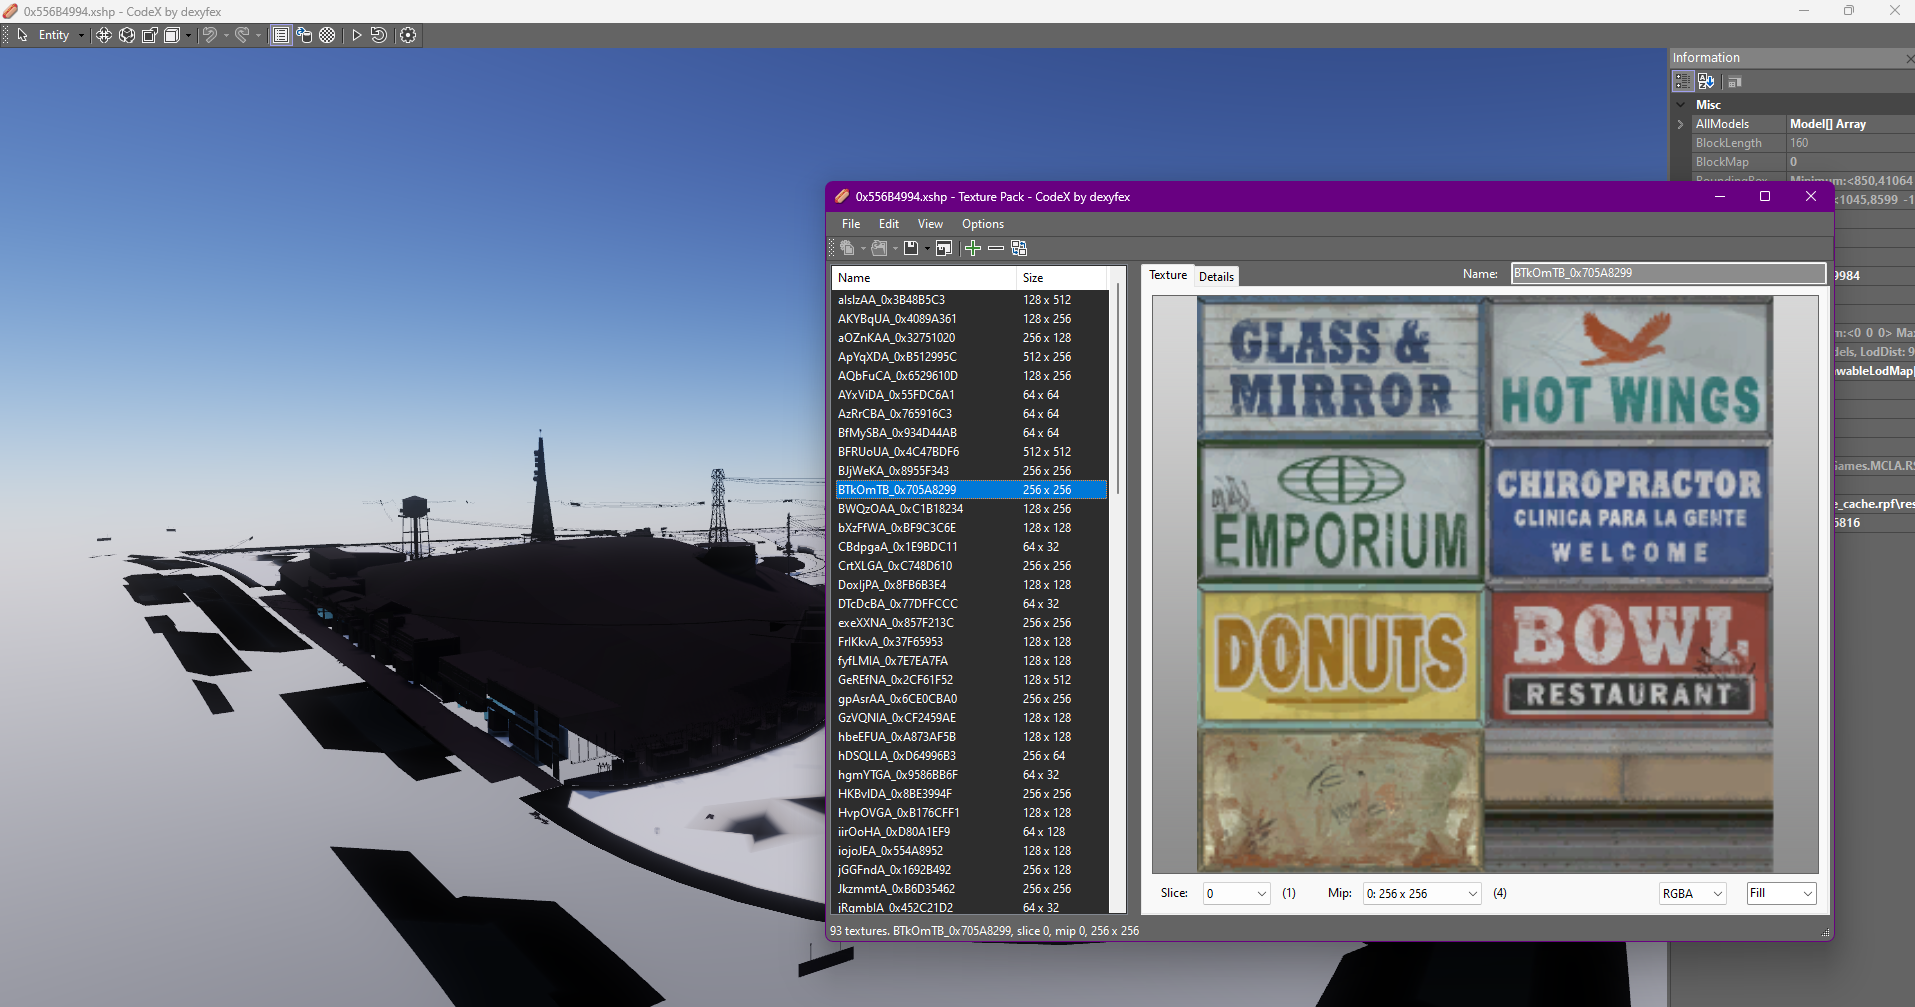 0x556B4994.xshp - CodeX by dexyfex
Entity
Information
Misc
AllModels Model[] Array
BlockLength 160
BlockMap 0
BoundingBox Minimum:<850,41064
<1045,8599 -1
9984
m:<0 0 0> Ma
dels, LodDist: 9
wableLodMap
Games.MCLA.R
e_cache.rpf\res
6816
0x556B4994.xshp - Texture Pack - CodeX by dexyfex
File Edit View Options
Name Size
alslzAA_0x3B48B5C3 128 x 512
AKYBqUA_0x4089A361 128 x 256
aOZnKAA_0x32751020 256 x 128
ApYqXDA_0xB512995C 512 x 256
AQbFuCA_0x6529610D 128 x 256
AYxViDA_0x55FDC6A1 64 x 64
AzRrCBA_0x765916C3 64 x 64
BfMySBA_0x934D44AB 64 x 64
BFRUoUA_0x4C47BDF6 512 x 512
BJjWeKA_0x8955F343 256 x 256
BTkOmTB_0x705A8299 256 x 256
BWQzOAA_0xC1B18234 128 x 256
bXzFfWA_0xBF9C3C6E 128 x 128
CBdpgaA_0x1E9BDC11 64 x 32
CrtXLGA_0xC748D610 256 x 256
DoxIjPA_0x8FB6B3E4 128 x 128
DTcDcBA_0x77DFFCCC 64 x 32
exeXXNA_0x857F213C 256 x 256
FrlKkvA_0x37F65953 128 x 128
fyfLMIA_0x7E7EA7FA 128 x 128
GeREfNA_0x2CF61F52 128 x 512
gpAsrAA_0x6CE0CBA0 256 x 256
GzVQNIA_0xCF2459AE 128 x 128
hbeEFUA_0xA873AF5B 128 x 128
hDSQLLA_0xD64996B3 256 x 64
hgmYTGA_0x9586BB6F 64 x 32
HKBvIDA_0x8BE3994F 256 x 256
HvpOVGA_0xB176CFF1 128 x 128
iirOoHA_0xD80A1EF9 64 x 128
iojoJEA_0x554A8952 128 x 128
jGGFndA_0x1692B492 256 x 128
JkzmmtA_0xB6D35462 256 x 256
jRqmbIA_0x452C21D2 64 x 32
Texture Details
Name: BTkOmTB_0x705A8299
GLASS &
MIRROR
HOT WINGS
EMPORIUM
CHIROPRACTOR
CLINICA PARA LA GENTE
WELCOME
DONUTS
BOWL
RESTAURANT
Slice: 0 (1) Mip: 0: 256 x 256 (4) RGBA Fill
93 textures. BTkOmTB_0x705A8299, slice 0, mip 0, 256 x 256